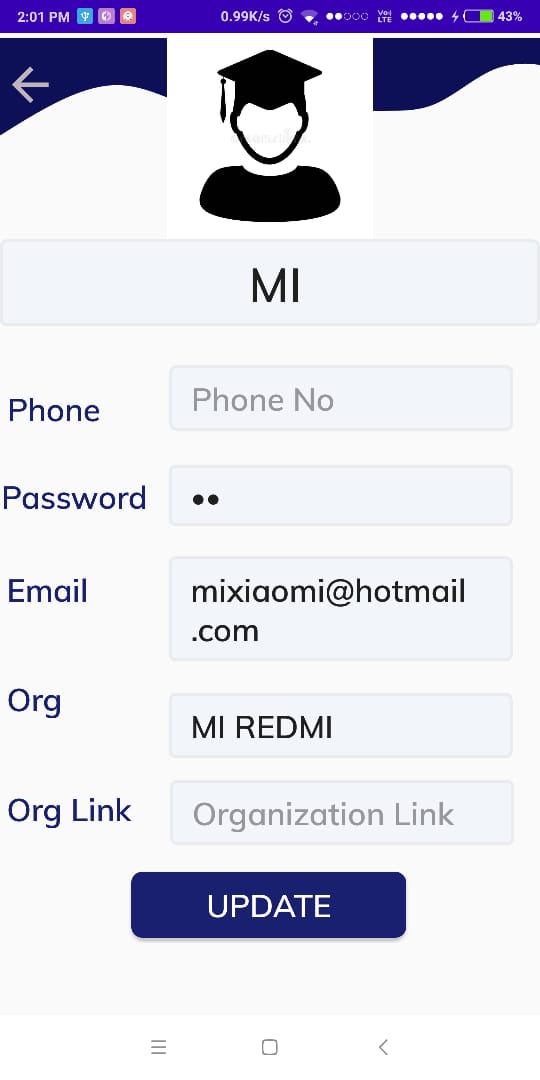 2:01 PM 0.99K/s Vo) LTE 43%
MI
Phone Phone No
Password ••
Email mixiaomi@hotmail
.com
Org MI REDMI
Org Link Organization Link
UPDATE